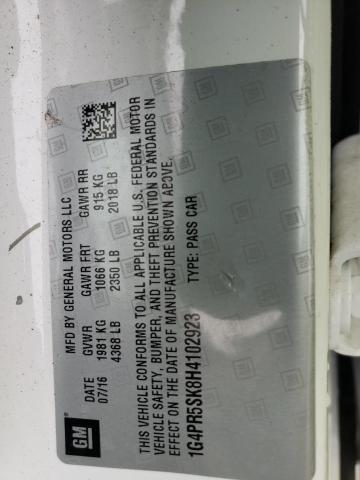 GM
MFD BY GENERAL MOTORS LLC
DATE GVWR GAWR FRT GAWR RR
07/16 1981 KG 1066 KG 915 KG
4368 LB 2350 LB 2018 LB
THIS VEHICLE CONFORMS TO ALL APPLICABLE U.S. FEDERAL MOTOR
VEHICLE SAFETY, BUMPER, AND THEFT PREVENTION STANDARDS IN
EFFECT ON THE DATE OF MANUFACTURE SHOWN ABOVE.
1G4PR5SK8H4102923 TYPE: PASS CAR